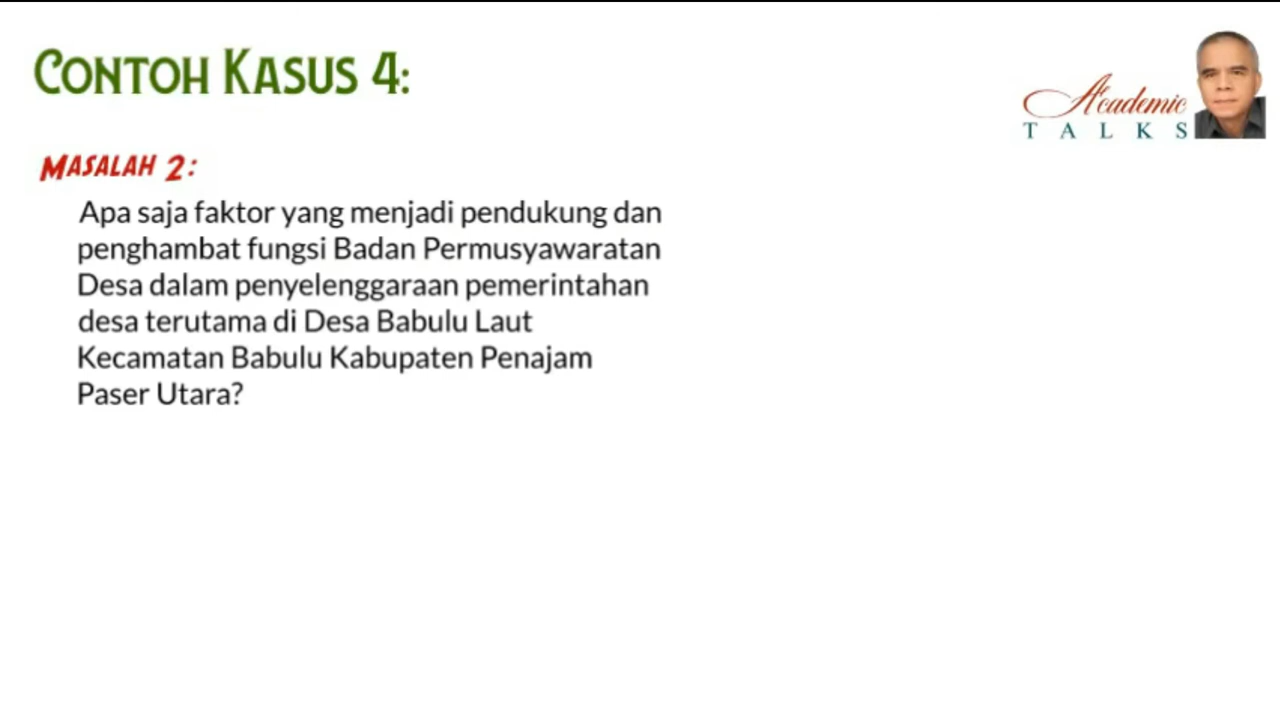 CONTOH KASUS 4:
Academic
TALKS
MASALAH 2:
Apa saja faktor yang menjadi pendukung dan
penghambat fungsi Badan Permusyawaratan
Desa dalam penyelenggaraan pemerintahan
desa terutama di Desa Babulu Laut
Kecamatan Babulu Kabupaten Penajam
Paser Utara?